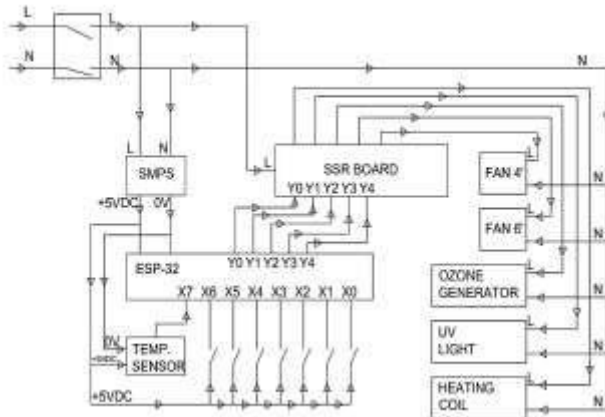 L L
N N N
L N L
SMPS
SSR BOARD
Y0 Y1 Y2 Y3 Y4
L
FAN 4'
N
+5VDC 0V
L
FAN 6'
N
Y0 Y1 Y2 Y3 Y4
ESP-32
L
OZONE
GENERATOR
N
X7 X6 X5 X4 X3 X2 X1 X0
L
UV
LIGHT
N
0V
+5VDC
TEMP.
SENSOR
L
HEATING
COIL
N
+5VDC